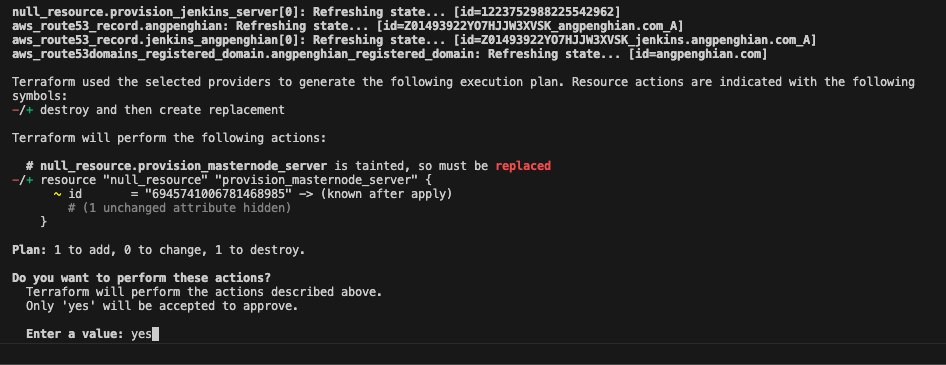 null_resource.provision_jenkins_server[0]: Refreshing state... [id=1223752988225542962]
aws_route53_record.angpenghian: Refreshing state... [id=Z01493922YO7HJJW3XVSK_angpenghian.com_A]
aws_route53_record.jenkins_angpenghian[0]: Refreshing state... [id=Z01493922YO7HJJW3XVSK_jenkins.angpenghian.com_A]
aws_route53domains_registered_domain.angpenghian_registered_domain: Refreshing state... [id=angpenghian.com]
Terraform used the selected providers to generate the following execution plan. Resource actions are indicated with the following
symbols:
-/+ destroy and then create replacement
Terraform will perform the following actions:
# null_resource.provision_masternode_server is tainted, so must be replaced
-/+ resource "null_resource" "provision_masternode_server" {
~ id = "6945741006781468985" -> (known after apply)
# (1 unchanged attribute hidden)
}
Plan: 1 to add, 0 to change, 1 to destroy.
Do you want to perform these actions?
Terraform will perform the actions described above.
Only 'yes' will be accepted to approve.
Enter a value: yes